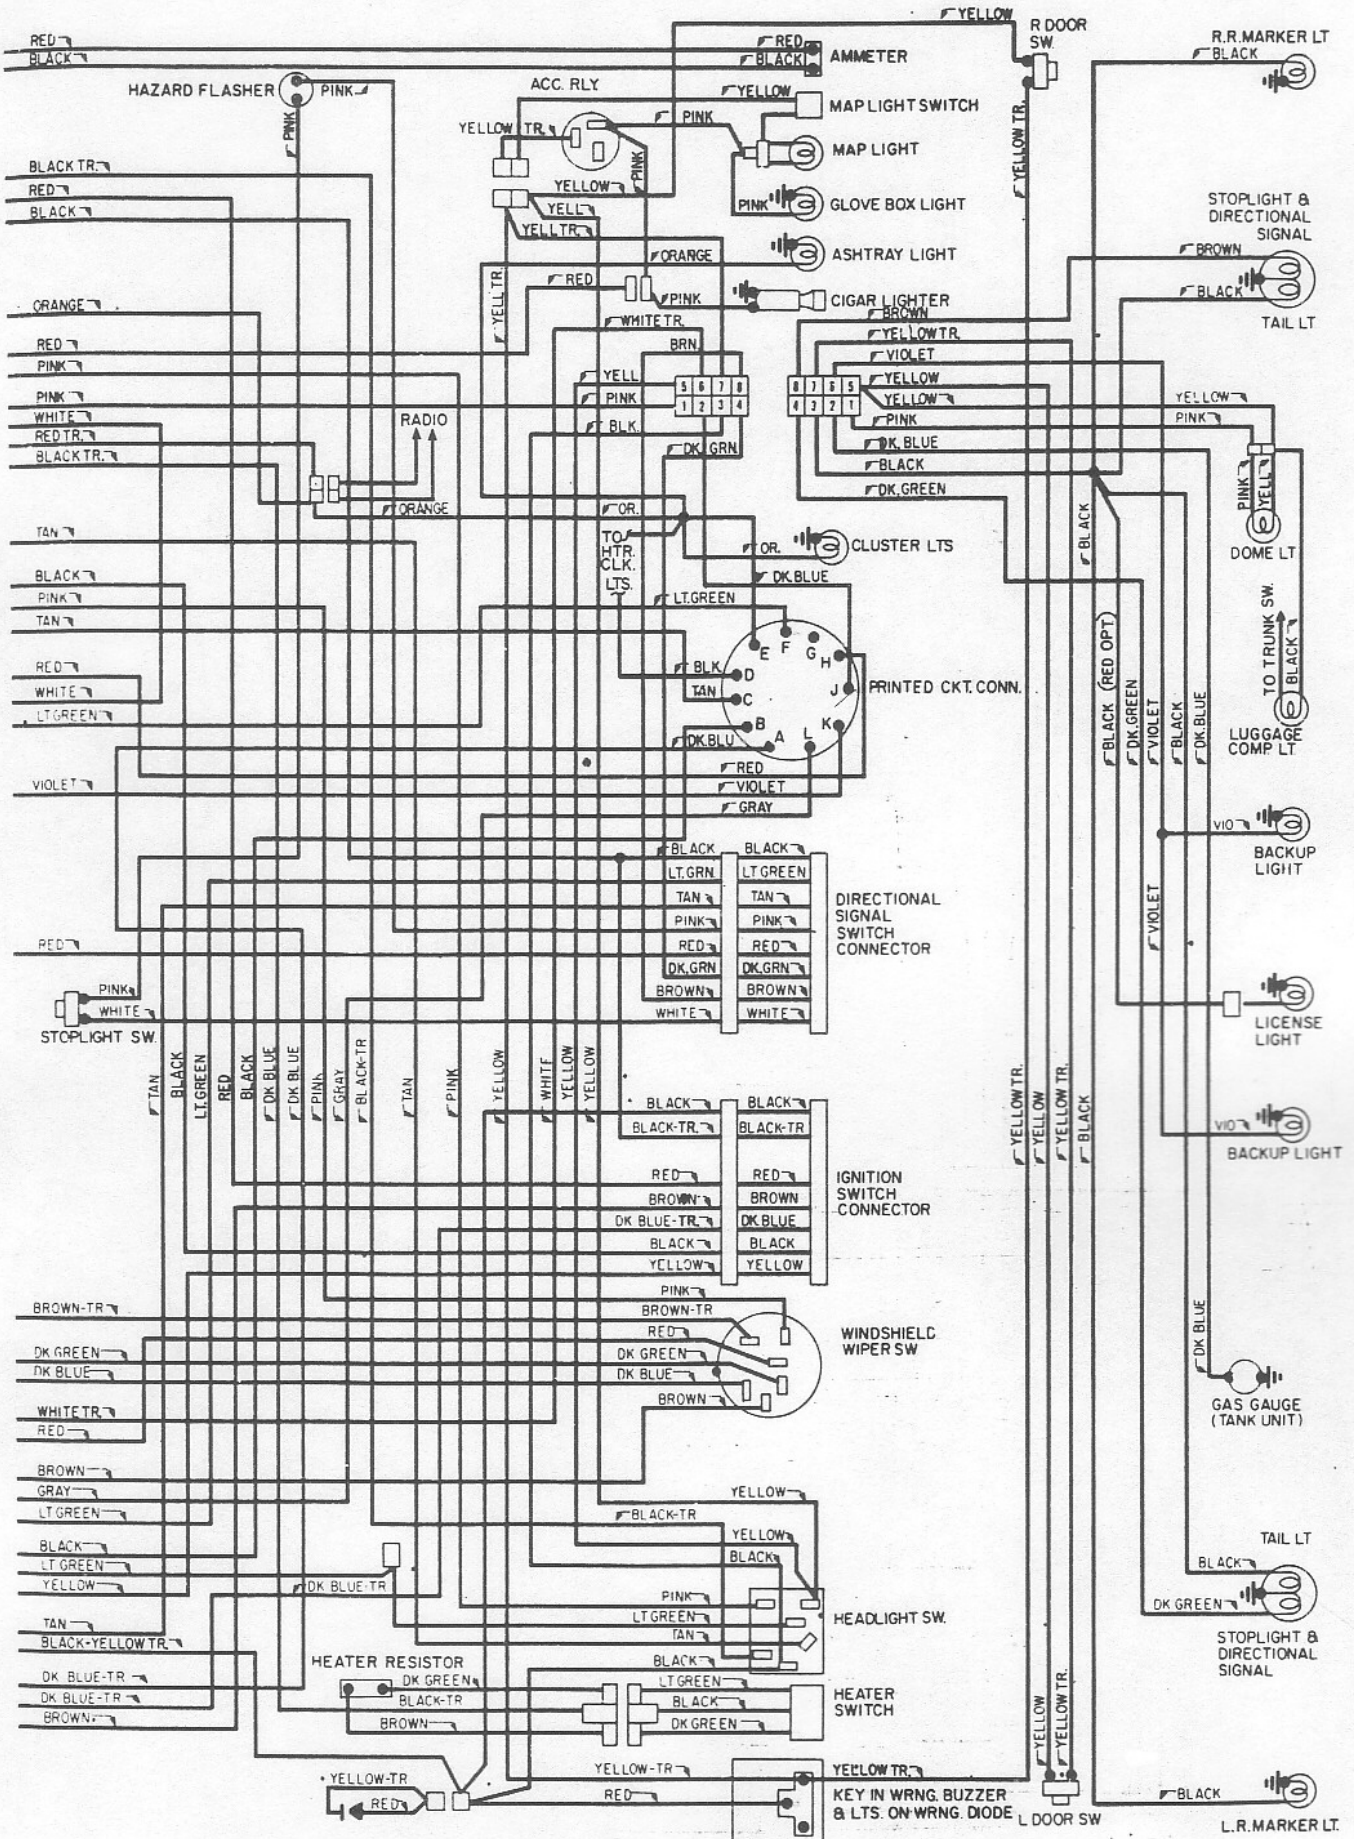 YELLOW
R DOOR
SW.
R.R.MARKER LT
BLACK
RED
BLACK
RED
BLACK
AMMETER
HAZARD FLASHER
PINK
ACC. RLY.
YELLOW
MAP LIGHT SWITCH
YELLOW TR.
PINK
PINK
PINK
MAP LIGHT
YELLOW TR.
BLACK TR.
RED
BLACK
YELLOW
YELL
YELL TR.
PINK
GLOVE BOX LIGHT
STOPLIGHT &
DIRECTIONAL
SIGNAL
BROWN
BLACK
TAIL LT
ORANGE
ASHTRAY LIGHT
YELL TR.
RED
PINK
CIGAR LIGHTER
ORANGE
WHITE TR.
BROWN
YELLOW TR.
VIOLET
RED
PINK
BRN.
YELL
5 6 7 8
1 2 3 4
8 7 6 5
4 3 2 1
YELLOW
YELLOW
YELLOW
PINK
PINK
PINK
WHITE
RED TR.
BLACK TR.
RADIO
PINK
BLK.
DK. GRN.
PINK
DK. BLUE
BLACK
DK. GREEN
PINK
YELL
DOME LT.
ORANGE
OR.
TO
HTR.
CLK.
LTS.
OR.
CLUSTER LTS
BLACK
TAN
BLACK
PINK
TAN
DK.BLUE
LT.GREEN
TO TRUNK SW.
BLACK
LUGGAGE
COMP LT.
RED
WHITE
LT GREEN
BLK
TAN
E F G H
D
C
J
B
A L K
PRINTED CKT. CONN.
BLACK (RED OPT)
DK.GREEN
VIOLET
BLACK
DK.BLUE
DK.BLU
RED
VIOLET
GRAY
VIOLET
VIO
BACKUP
LIGHT
BLACK BLACK
LT.GRN. LT GREEN
TAN TAN
PINK PINK
RED RED
DK.GRN DK.GRN
BROWN BROWN
WHITE WHITE
DIRECTIONAL
SIGNAL
SWITCH
CONNECTOR
VIOLET
RED
PINK
WHITE
STOPLIGHT SW.
LICENSE
LIGHT
TAN
BLACK
LT.GREEN
RED
BLACK
DK BLUE
DK BLUE
PINK
GRAY
BLACK-TR
TAN
PINK
YELLOW
WHITE
YELLOW
YELLOW
YELLOW TR.
YELLOW
YELLOW TR.
BLACK
VIO
BACKUP LIGHT
BLACK BLACK
BLACK-TR. BLACK-TR
RED RED
BROWN BROWN
DK BLUE-TR. DK BLUE
BLACK BLACK
YELLOW YELLOW
IGNITION
SWITCH
CONNECTOR
PINK
BROWN-TR
BROWN-TR
RED
DK GREEN
DK GREEN
DK BLUE
DK BLUE
BROWN
WINDSHIELD
WIPER SW
DK BLUE
GAS GAUGE
(TANK UNIT)
WHITE TR.
RED
BROWN
GRAY
LT GREEN
YELLOW
BLACK-TR
YELLOW
BLACK
BLACK
LT GREEN
YELLOW
DK BLUE-TR
PINK
LT GREEN
TAN
BLACK
HEADLIGHT SW.
TAIL LT
BLACK
DK GREEN
STOPLIGHT &
DIRECTIONAL
SIGNAL
TAN
BLACK-YELLOW TR.
DK BLUE-TR
DK BLUE-TR
BROWN
HEATER RESISTOR
DK GREEN
BLACK-TR
BROWN
LT GREEN
BLACK
DK GREEN
HEATER
SWITCH
YELLOW
YELLOW TR.
YELLOW-TR
RED
YELLOW-TR
RED
YELLOW TR.
KEY IN WRNG. BUZZER
& LTS. ON WRNG. DIODE
L DOOR SW
BLACK
L.R.MARKER LT.